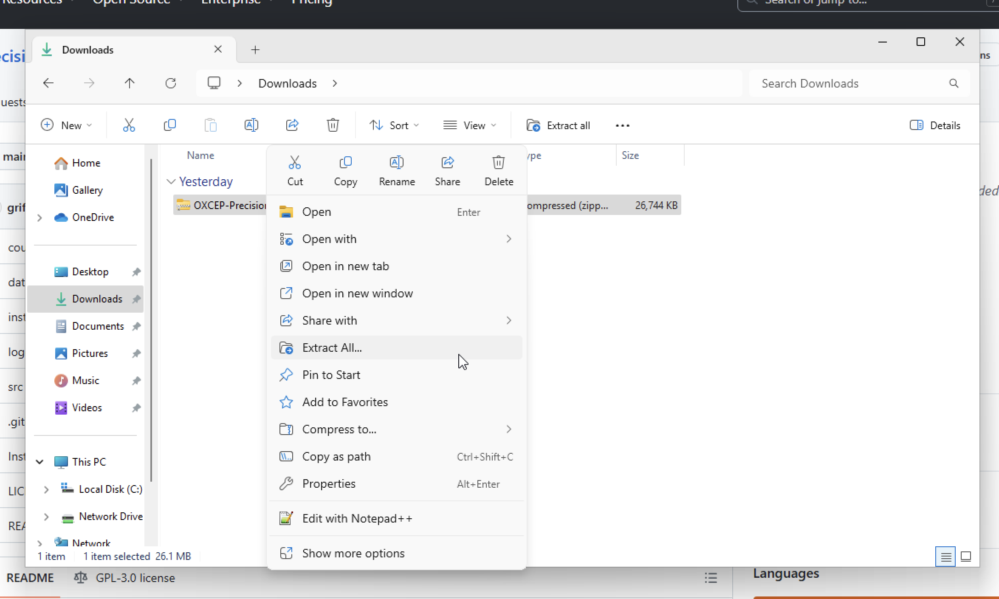 Resources Open Source Enterprise Pricing Search or jump to...
Downloads
Downloads
Search Downloads
New
Sort
View
Extract all
Details
Home
Gallery
OneDrive
Desktop
Downloads
Documents
Pictures
Music
Videos
This PC
Local Disk (C:)
Network Drive
Network
Name
ype
Size
Yesterday
OXCEP-Precision
ompressed (zipp...
26,744 KB
Cut
Copy
Rename
Share
Delete
Open Enter
Open with
Open in new tab
Open in new window
Share with
Extract All...
Pin to Start
Add to Favorites
Compress to...
Copy as path Ctrl+Shift+C
Properties Alt+Enter
Edit with Notepad++
Show more options
1 item 1 item selected 26.1 MB
ecisi
uests
main
grif
cou
dat
inst
log
src
.git
Inst
LIC
REA
ns
ded
README GPL-3.0 license
Languages